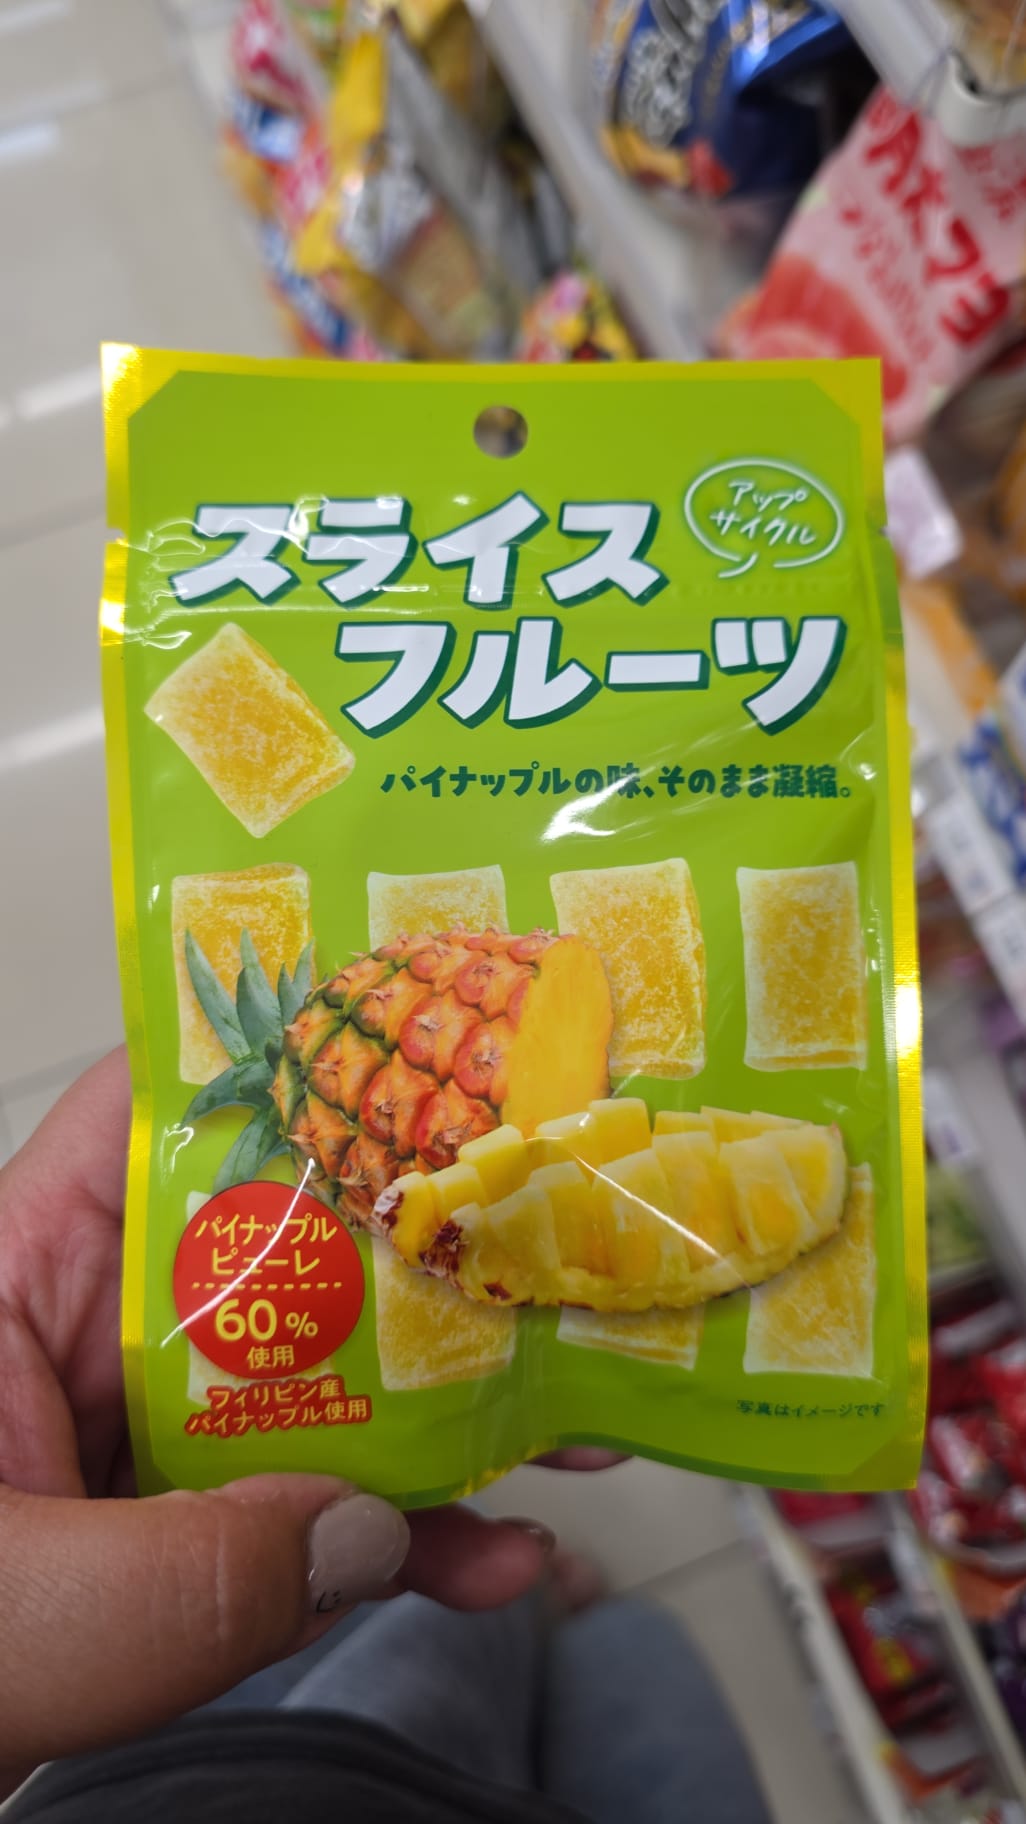 アップ
サイクル
スライス
フルーツ
パイナップルの味、そのまま凝縮。
パイナップル
ピューレ
60%
使用
フィリピン産
パイナップル使用
写真はイメージです